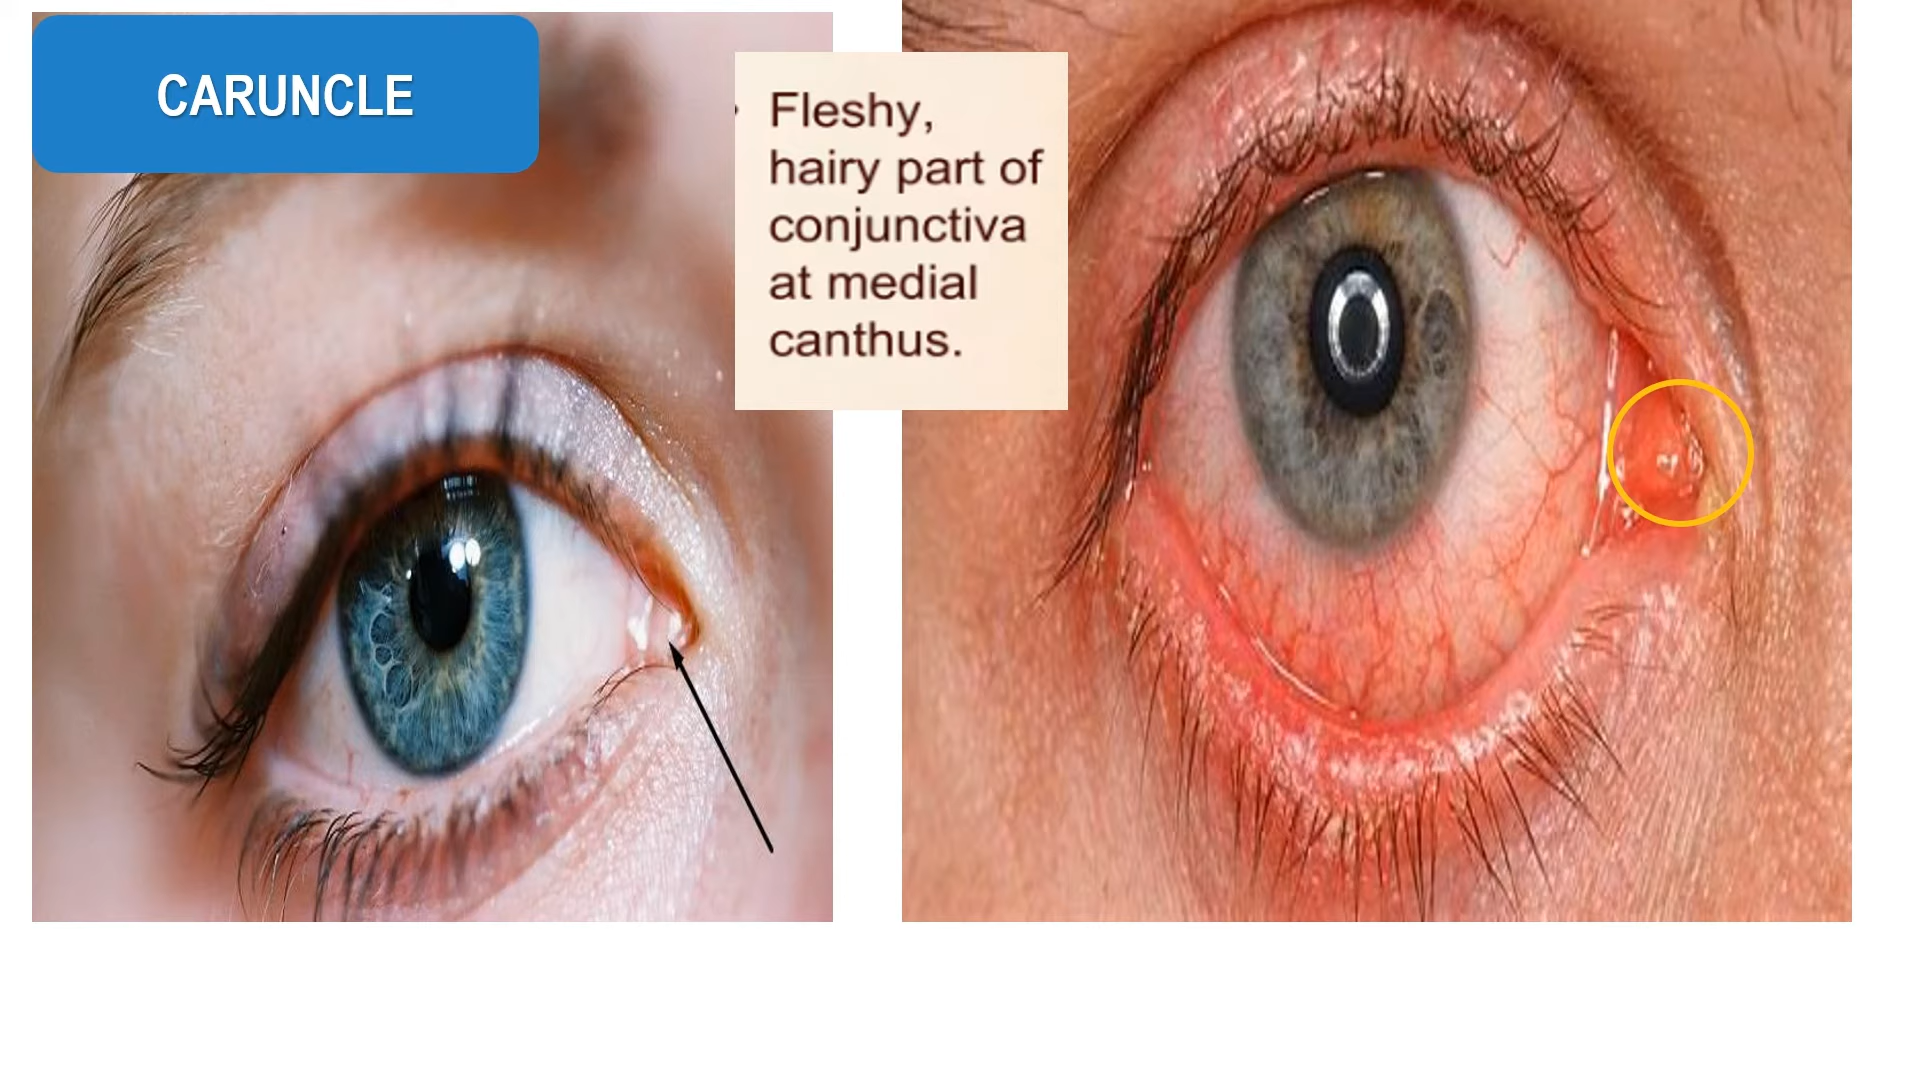 CARUNCLE
Fleshy,
hairy part of
conjunctiva
at medial
canthus.